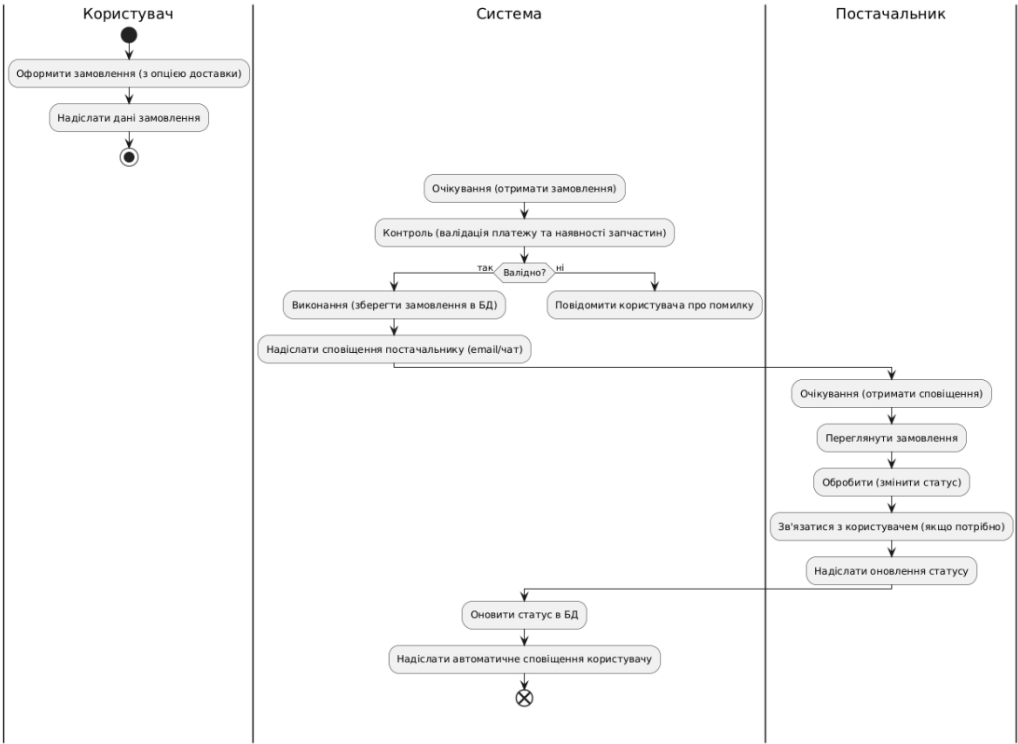 Користувач
Система
Постачальник
Оформити замовлення (з опцією доставки)
Надіслати дані замовлення
Очікування (отримати замовлення)
Контроль (валідація платежу та наявності запчастин)
так
Валідно?
ні
Виконання (зберегти замовлення в БД)
Повідомити користувача про помилку
Надіслати сповіщення постачальнику (email/чат)
Очікування (отримати сповіщення)
Переглянути замовлення
Обробити (змінити статус)
Зв'язатися з користувачем (якщо потрібно)
Надіслати оновлення статусу
Оновити статус в БД
Надіслати автоматичне сповіщення користувачу